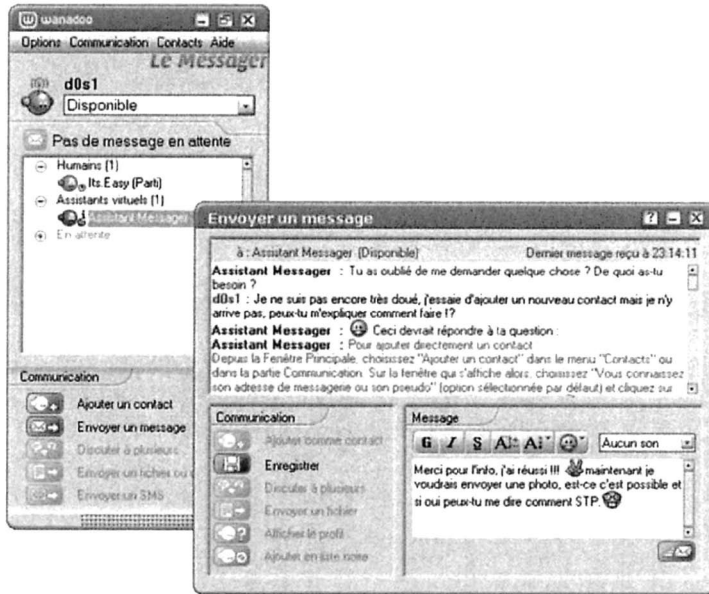 wanadoo
Options Communication Contacts Aide
Le Messager
d0s1
Disponible
Pas de message en attente
Humains (1)
Its.Easy (Parti)
Assistants virtuels (1)
Assistant Messager
En attente
Communication
Ajouter un contact
Envoyer un message
Discuter à plusieurs
Envoyer un fichier ou
Envoyer un SMS
Envoyer un message
à : Assistant Messager (Disponible) Dernier message reçu à 23:14:11
Assistant Messager : Tu as oublié de me demander quelque chose ? De quoi as-tu
besoin ?
d0s1 : Je ne suis pas encore très doué, j'essaie d'ajouter un nouveau contact mais je n'y
arrive pas, peux-tu m'expliquer comment faire !?
Assistant Messager : Ceci devrait répondre à ta question :
Assistant Messager : Pour ajouter directement un contact
Depuis la Fenêtre Principale, choisissez "Ajouter un contact" dans le menu "Contacts" ou
dans la partie Communication. Sur la fenêtre qui s'affiche alors, choisissez "Vous connaissez
son adresse de messagerie ou son pseudo" (option sélectionnée par défaut) et cliquez sur
Communication
Ajouter comme contact
Enregistrer
Discuter à plusieurs
Envoyer un fichier
Afficher le profil
Ajouter en liste noire
Message
G I S A A Aucun son
Merci pour l'info, j'ai réussi !!! maintenant je
voudrais envoyer une photo, est-ce c'est possible et
si oui peux-tu me dire comment STP.